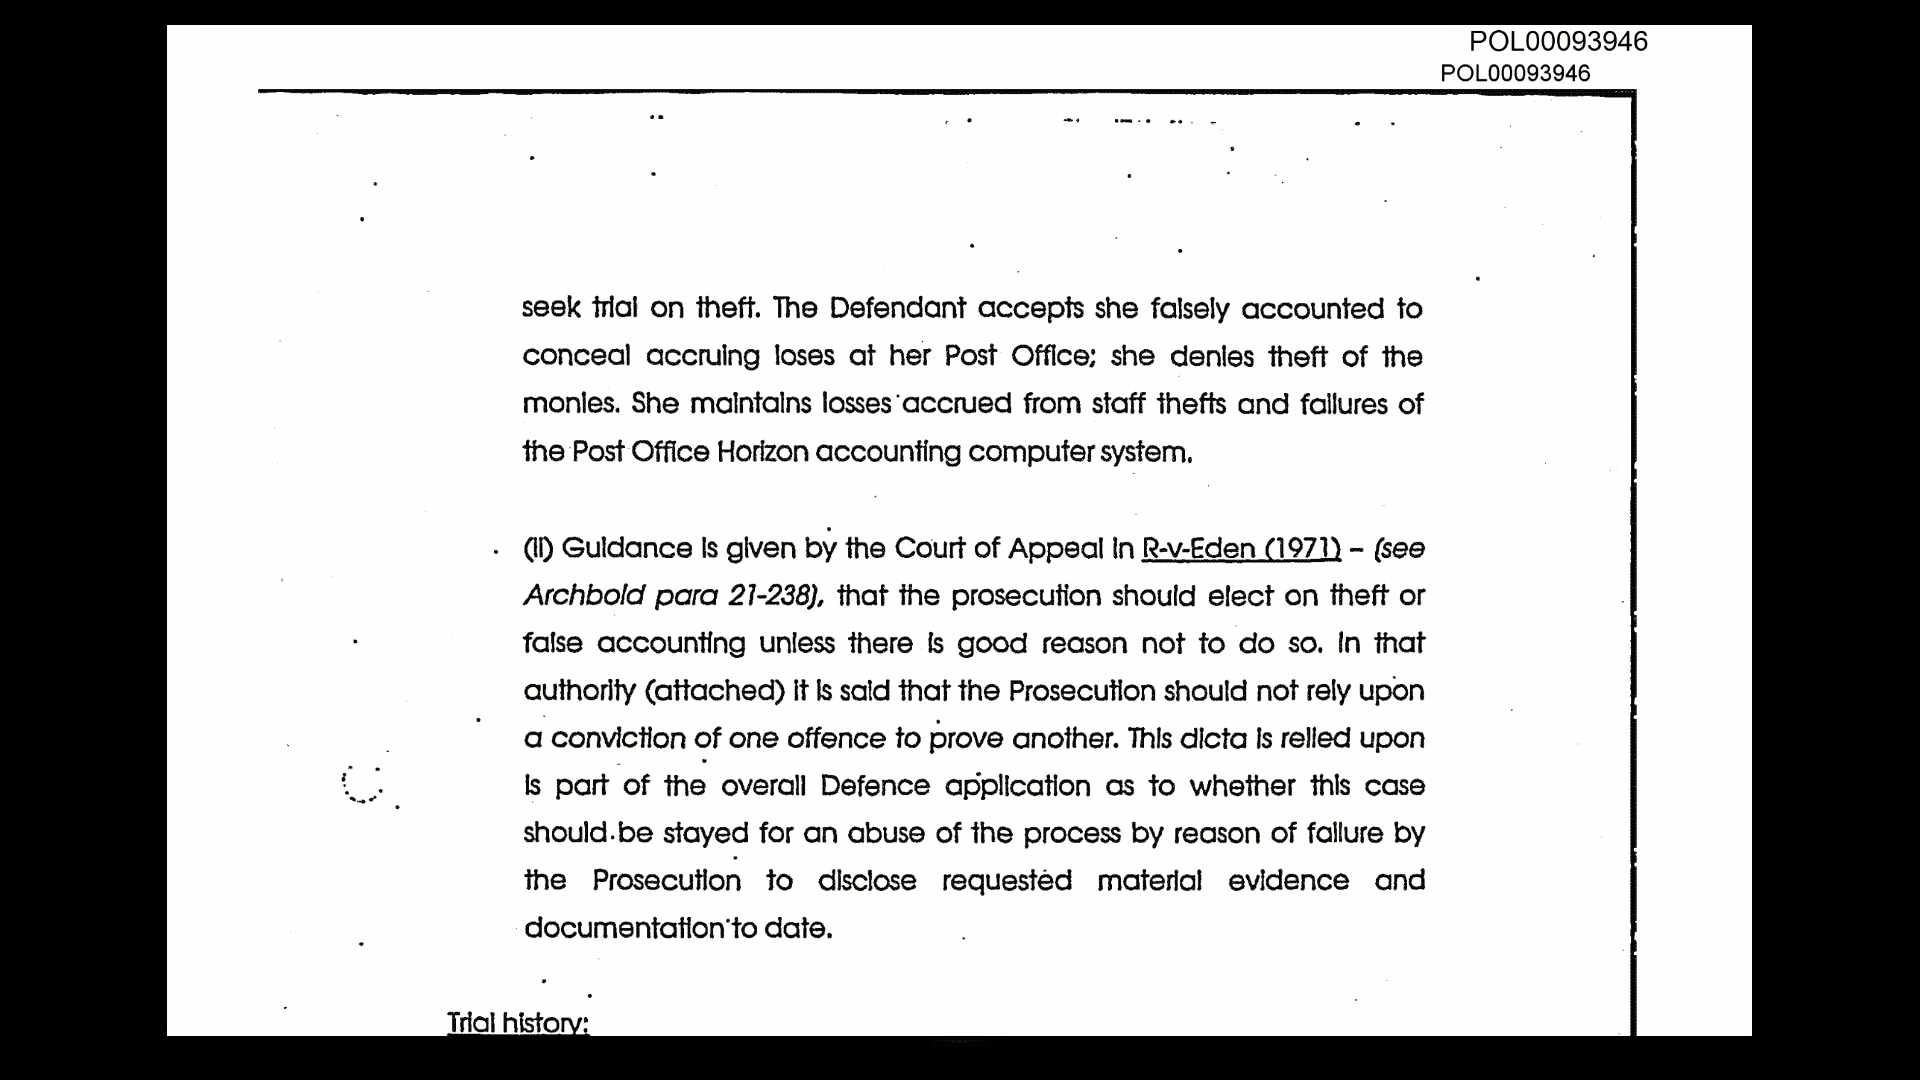 POL00093946
POL00093946
seek trial on theft. The Defendant accepts she falsely accounted to
conceal accruing loses at her Post Office; she denies theft of the
monies. She maintains losses accrued from staff thefts and failures of
the Post Office Horizon accounting computer system.
(ii) Guidance is given by the Court of Appeal in R-v-Eden (1971) – (see
Archbold para 21-238), that the prosecution should elect on theft or
false accounting unless there is good reason not to do so. In that
authority (attached) it is said that the Prosecution should not rely upon
a conviction of one offence to prove another. This dicta is relied upon
is part of the overall Defence application as to whether this case
should be stayed for an abuse of the process by reason of failure by
the Prosecution to disclose requested material evidence and
documentation to date.
Trial history: